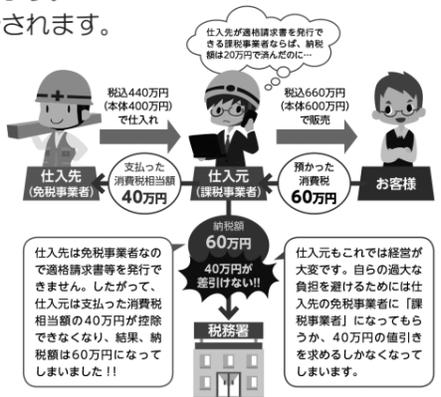 されます。
仕入先が適格請求書を発行で
きる課税事業者ならば、納税
額は20万円で済んだのに…
税込440万円
(本体400万円)
で仕入れ
税込660万円
(本体600万円)
で販売
仕入先
(免税事業者)
支払った
消費税相当額
40万円
仕入元
(課税事業者)
預かった
消費税
60万円
お客様
納税額
60万円
40万円が
差引けない!!
仕入先は免税事業者なの
で適格請求書等を発行で
きません。したがって、
仕入元は支払った消費税
相当額の40万円が控除
できなくなり、結果、納
税額は60万円になって
しまいました!!
仕入元もこれでは経営が
大変です。自らの過大な
負担を避けるためには仕
入先の免税事業者に「課
税事業者」になってもら
うか、40万円の値引き
を求めるしかなくなって
しまいます。
税務署